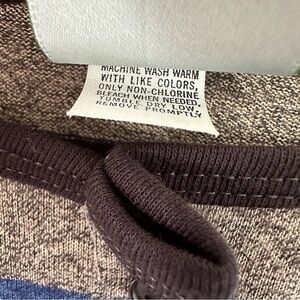 MACHINE WASH WARM
WITH LIKE COLORS,
ONLY NON-CHLORINE
BLEACH WHEN NEEDED,
TUMBLE DRY LOW,
REMOVE PROMPTLY